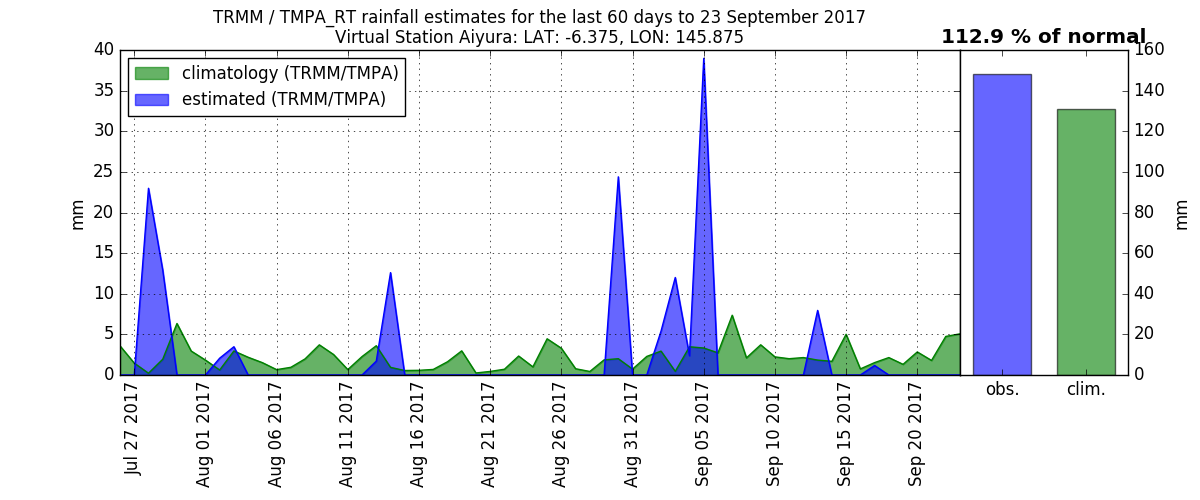 TRMM / TMPA_RT rainfall estimates for the last 60 days to 23 September 2017
Virtual Station Aiyura: LAT: -6.375, LON: 145.875
112.9 % of normal
climatology (TRMM/TMPA)
estimated (TRMM/TMPA)
40
35
30
25
20
15
10
5
0
mm
Jul 27 2017
Aug 01 2017
Aug 06 2017
Aug 11 2017
Aug 16 2017
Aug 21 2017
Aug 26 2017
Aug 31 2017
Sep 05 2017
Sep 10 2017
Sep 15 2017
Sep 20 2017
160
140
120
100
80
60
40
20
0
mm
obs.
clim.